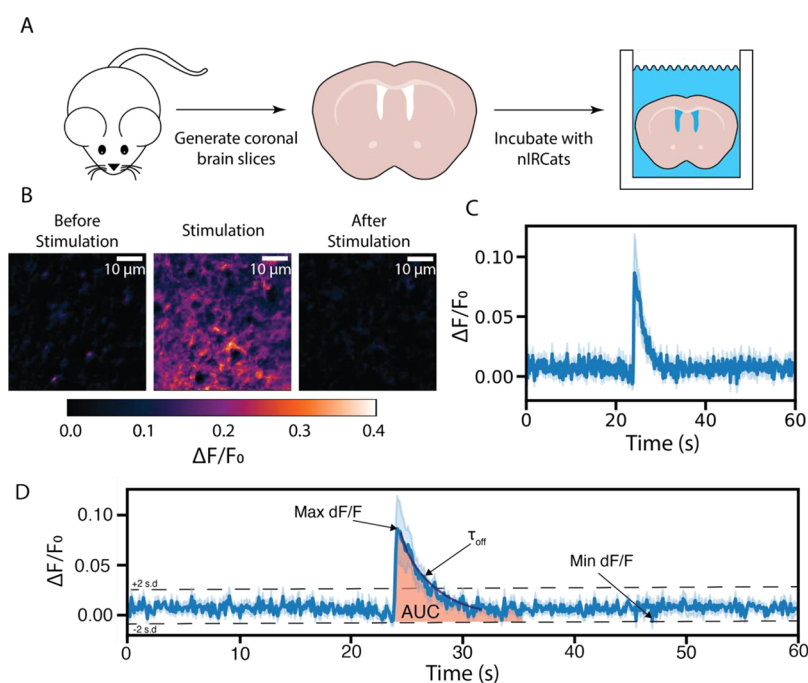 A
Generate coronal
brain slices
Incubate with
nIRCats
B
Before
Stimulation
Stimulation
After
Stimulation
10 µm
10 µm
10 µm
0.0 0.1 0.2 0.3 0.4
ΔF/F₀
C
0.10
0.05
0.00
ΔF/F₀
0 20 40 60
Time (s)
D
0.10
0.05
0.00
ΔF/F₀
Max dF/F
τoff
Min dF/F
+2 s.d
AUC
-2 s.d
0 10 20 30 40 50 60
Time (s)